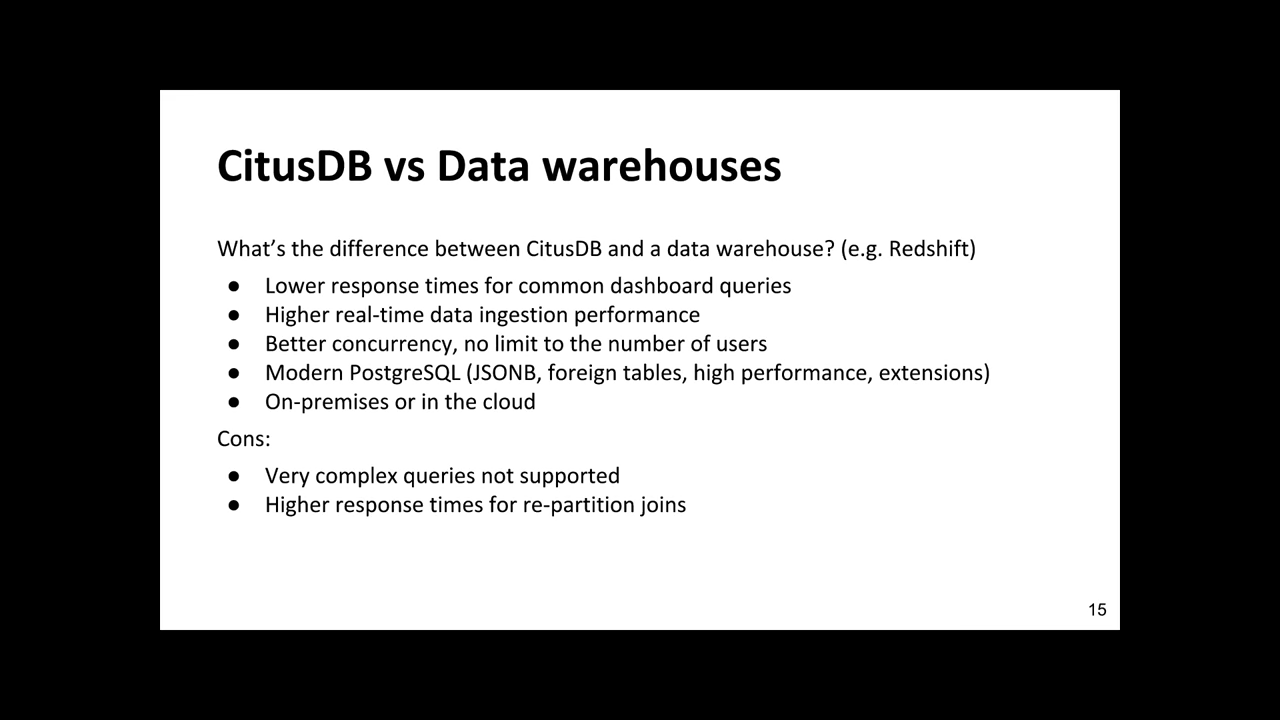 CitusDB vs Data warehouses
What’s the difference between CitusDB and a data warehouse? (e.g. Redshift)
● Lower response times for common dashboard queries
● Higher real-time data ingestion performance
● Better concurrency, no limit to the number of users
● Modern PostgreSQL (JSONB, foreign tables, high performance, extensions)
● On-premises or in the cloud
Cons:
● Very complex queries not supported
● Higher response times for re-partition joins
15